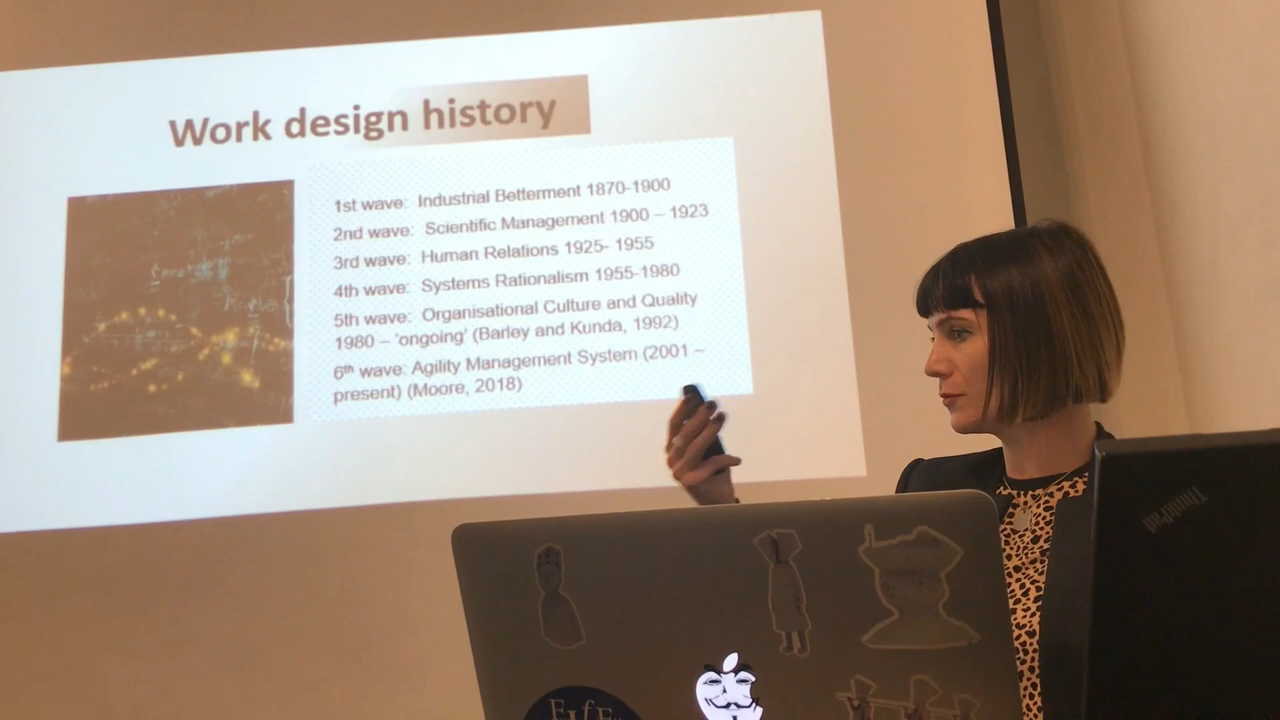 Work design history
1st wave: Industrial Betterment 1870-1900
2nd wave: Scientific Management 1900 – 1923
3rd wave: Human Relations 1925- 1955
4th wave: Systems Rationalism 1955-1980
5th wave: Organisational Culture and Quality
1980 – ‘ongoing’ (Barley and Kunda, 1992)
6th wave: Agility Management System (2001 –
present) (Moore, 2018)
ThinkPad